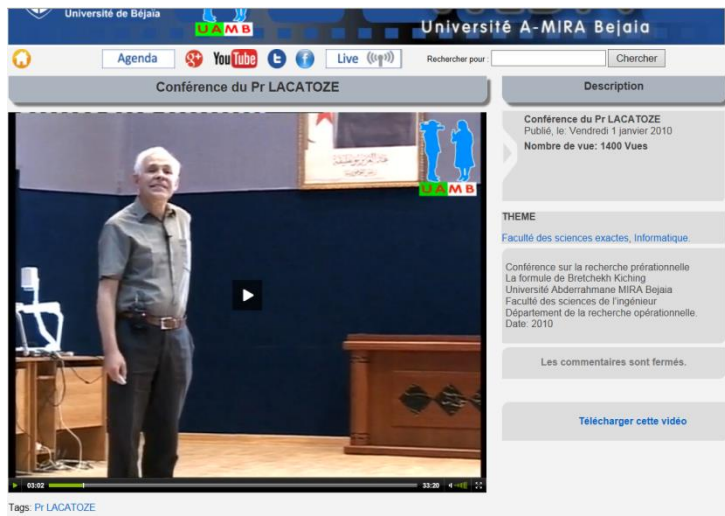 Université de Béjaïa
UAMB
Université A-MIRA Bejaia
Agenda
You Tube
Live
Rechercher pour :
Chercher
Conférence du Pr LACATOZE
UAMB
03:02
33:20
Tags: Pr LACATOZE
Description
Conférence du Pr LACATOZE
Publié, le: Vendredi 1 janvier 2010
Nombre de vue: 1400 Vues
THEME
Faculté des sciences exactes, Informatique.
Conférence sur la recherche prérationnelle
La formule de Bretchekh Kiching
Université Abderrahmane MIRA Bejaia
Faculté des sciences de l'ingénieur
Département de la recherche opérationnelle.
Date: 2010
Les commentaires sont fermés.
Télécharger cette vidéo